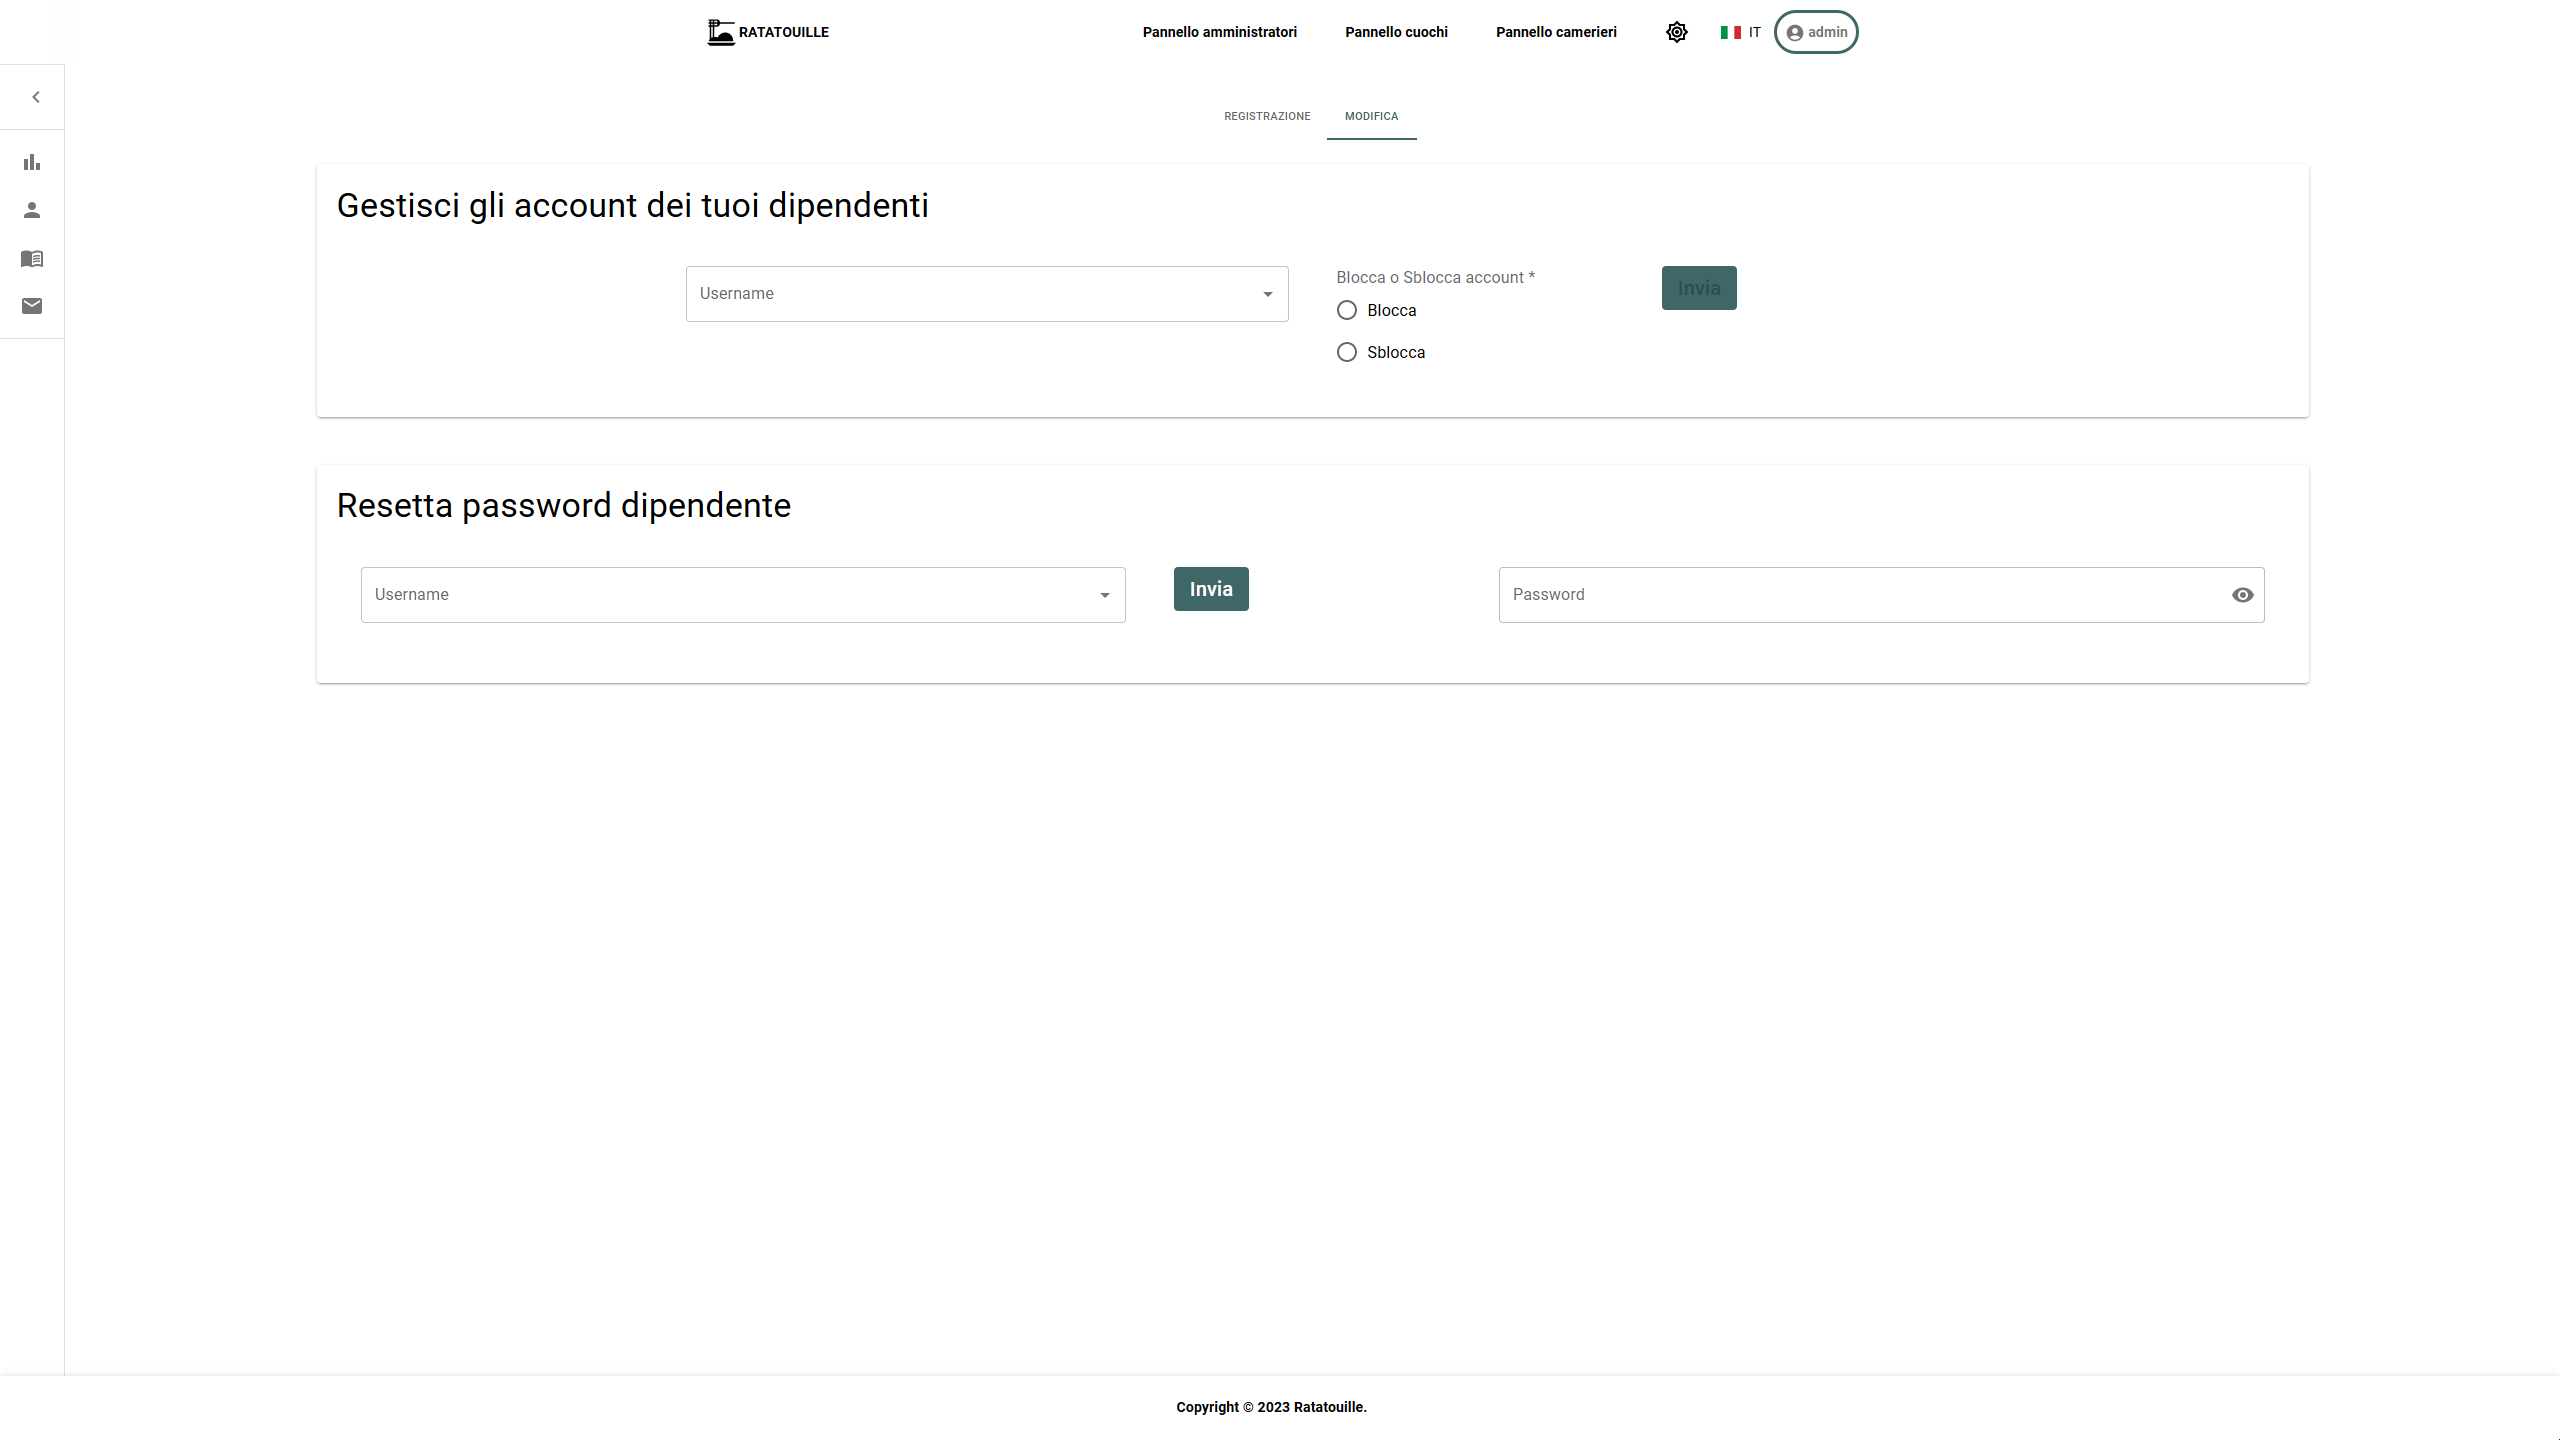 RATATOUILLE
Pannello amministratori
Pannello cuochi
Pannello camerieri
IT
admin
REGISTRAZIONE
MODIFICA
Gestisci gli account dei tuoi dipendenti
Username
Blocca o Sblocca account *
Blocca
Sblocca
Invia
Resetta password dipendente
Username
Invia
Password
Copyright © 2023 Ratatouille.